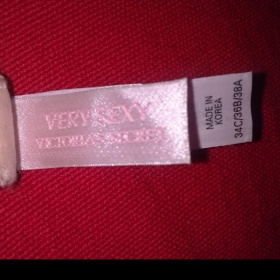 VERY SEXY
VICTORIA'S SECRET
MADE IN
KOREA
34C/36B/38A